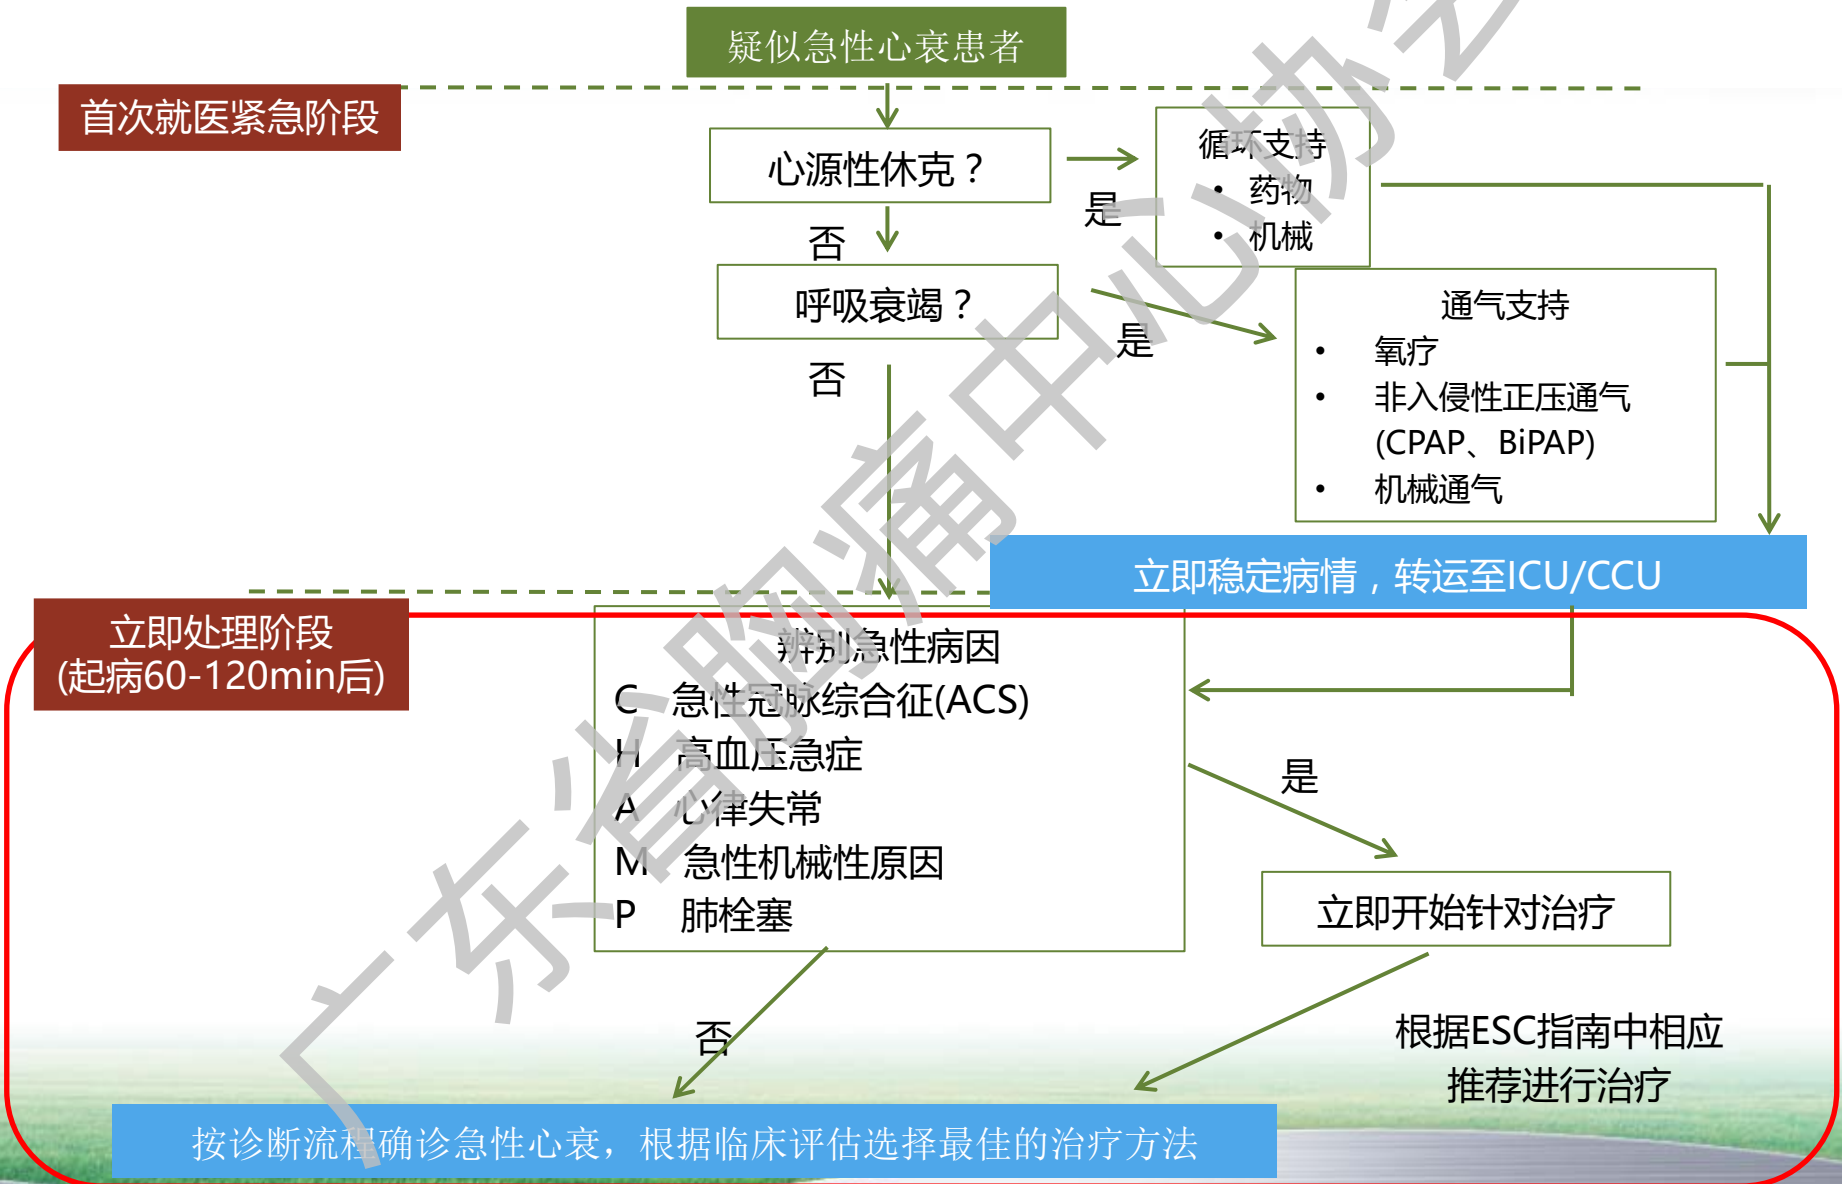 疑似急性心衰患者
首次就医紧急阶段
心源性休克？
是
循环支持
• 药物
• 机械
否
呼吸衰竭？
是
通气支持
• 氧疗
• 非入侵性正压通气
(CPAP、BiPAP)
• 机械通气
否
立即稳定病情，转运至ICU/CCU
立即处理阶段
(起病60-120min后)
辨别急性病因
C 急性冠脉综合征(ACS)
H 高血压急症
A 心律失常
M 急性机械性原因
P 肺栓塞
是
立即开始针对治疗
否
根据ESC指南中相应
推荐进行治疗
按诊断流程确诊急性心衰，根据临床评估选择最佳的治疗方法
广东省胸痛中心协会